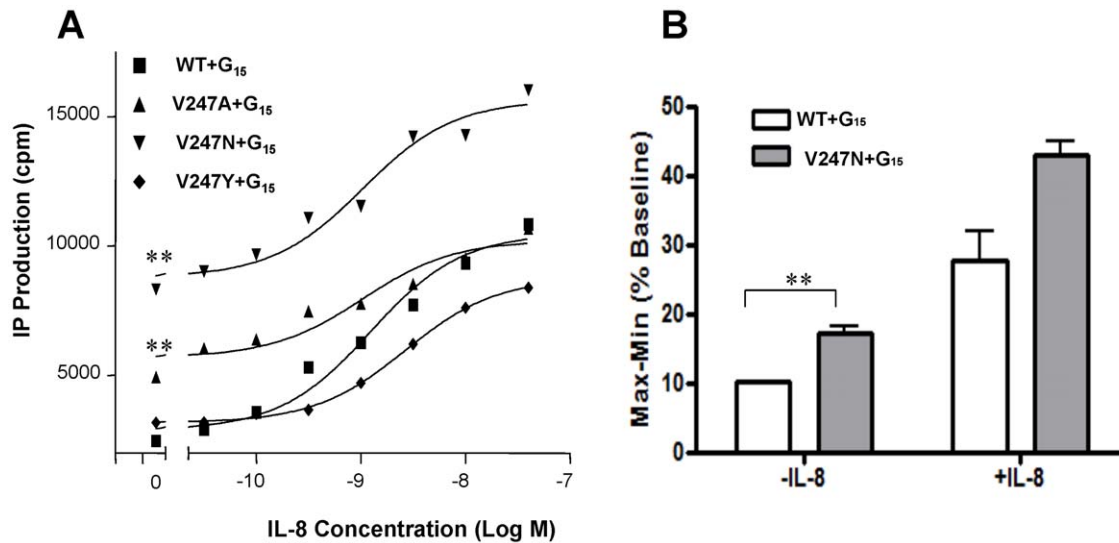 A
WT+G₁₅
V247A+G₁₅
V247N+G₁₅
V247Y+G₁₅
**
**
IP Production (cpm)
15000
10000
5000
0 -10 -9 -8 -7
IL-8 Concentration (Log M)
B
WT+G₁₅
V247N+G₁₅
**
Max-Min (% Baseline)
50
40
30
20
10
0
-IL-8 +IL-8